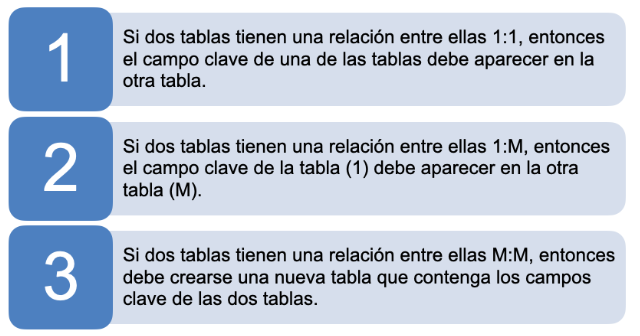 1
Si dos tablas tienen una relación entre ellas 1:1, entonces
el campo clave de una de las tablas debe aparecer en la
otra tabla.
2
Si dos tablas tienen una relación entre ellas 1:M, entonces
el campo clave de la tabla (1) debe aparecer en la otra
tabla (M).
3
Si dos tablas tienen una relación entre ellas M:M, entonces
debe crearse una nueva tabla que contenga los campos
clave de las dos tablas.